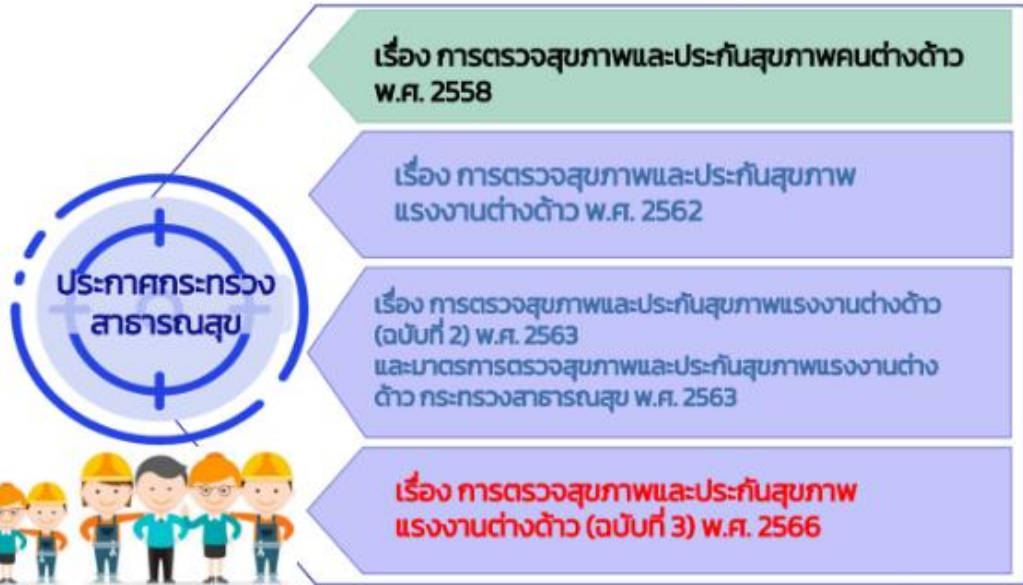 เรื่อง การตรวจสุขภาพและประกันสุขภาพคนต่างด้าว
พ.ศ. 2558
เรื่อง การตรวจสุขภาพและประกันสุขภาพ
แรงงานต่างด้าว พ.ศ. 2562
ประกาศกระทรวง
สาธารณสุข
เรื่อง การตรวจสุขภาพและประกันสุขภาพแรงงานต่างด้าว
(ฉบับที่ 2) พ.ศ. 2563
และมาตรการตรวจสุขภาพและประกันสุขภาพแรงงานต่าง
ด้าว กระทรวงสาธารณสุข พ.ศ. 2563
เรื่อง การตรวจสุขภาพและประกันสุขภาพ
แรงงานต่างด้าว (ฉบับที่ 3) พ.ศ. 2566